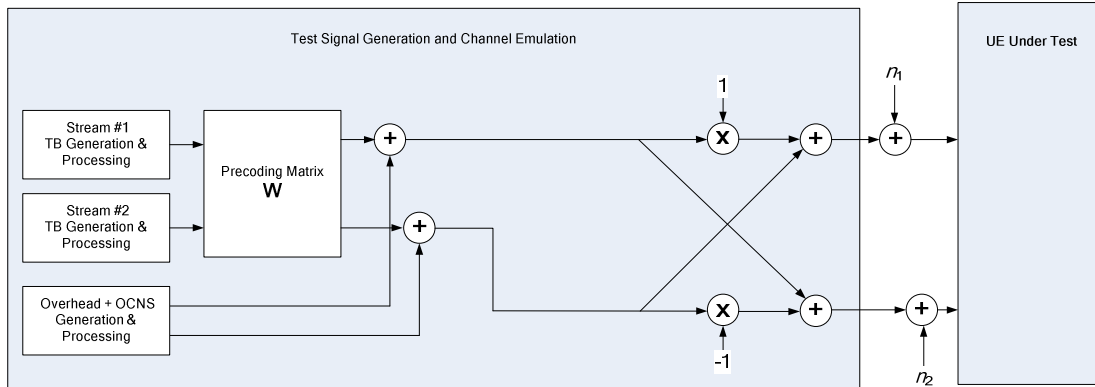 Test Signal Generation and Channel Emulation
UE Under Test
n1
1
Stream #1
TB Generation &
Processing
+
x
+
+
Precoding Matrix
W
Stream #2
TB Generation &
Processing
+
Overhead + OCNS
Generation &
Processing
x
+
+
-1
n2